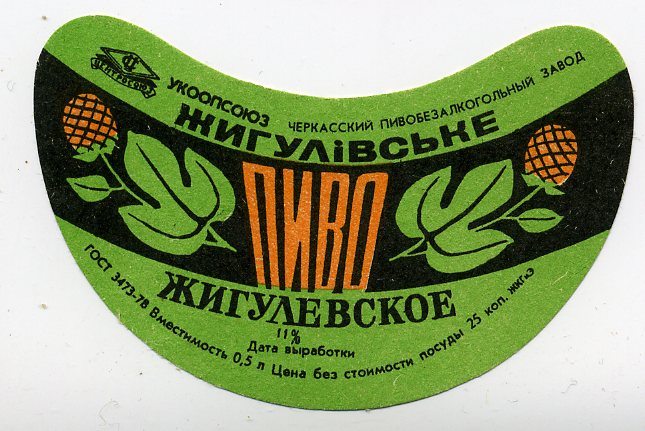 ЦЕНТРОСОЮЗ
УКООПСОЮЗ ЧЕРКАССКИЙ ПИВОБЕЗАЛКОГОЛЬНЫЙ ЗАВОД
ЖИГУЛІВСЬКЕ
ПИВО
ЖИГУЛЕВСКОЕ
11%
Дата выработки
ГОСТ 3473-78 Вместимость 0,5 л Цена без стоимости посуды 25 коп.